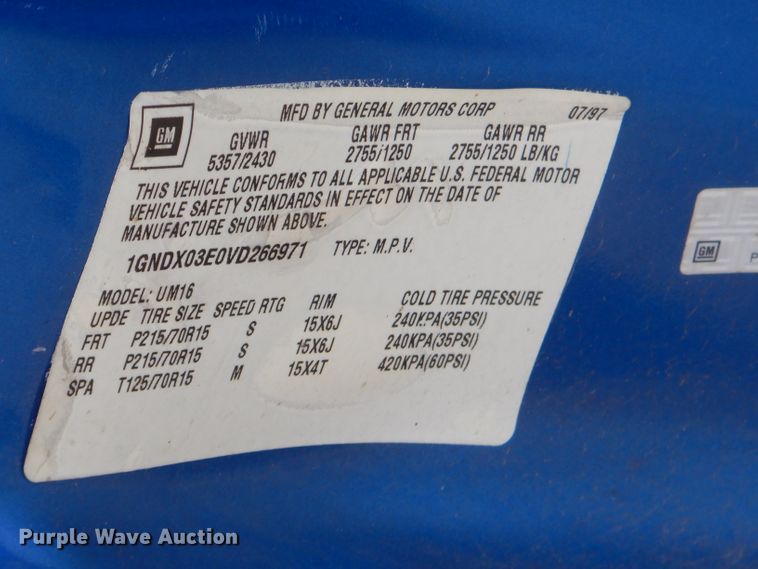 MFD BY GENERAL MOTORS CORP 07/97
GM
GVWR GAWR FRT GAWR RR
5357/2430 2755/1250 2755/1250 LB/KG
THIS VEHICLE CONFORMS TO ALL APPLICABLE U.S. FEDERAL MOTOR
VEHICLE SAFETY STANDARDS IN EFFECT ON THE DATE OF
MANUFACTURE SHOWN ABOVE.
1GNDX03E0VD266971 TYPE: M.P.V.
MODEL: UM16
UPDE TIRE SIZE SPEED RTG RIM COLD TIRE PRESSURE
FRT P215/70R15 S 15X6J 240KPA(35PSI)
RR P215/70R15 S 15X6J 240KPA(35PSI)
SPA T125/70R15 M 15X4T 420KPA(60PSI)
GM
P
Purple Wave Auction